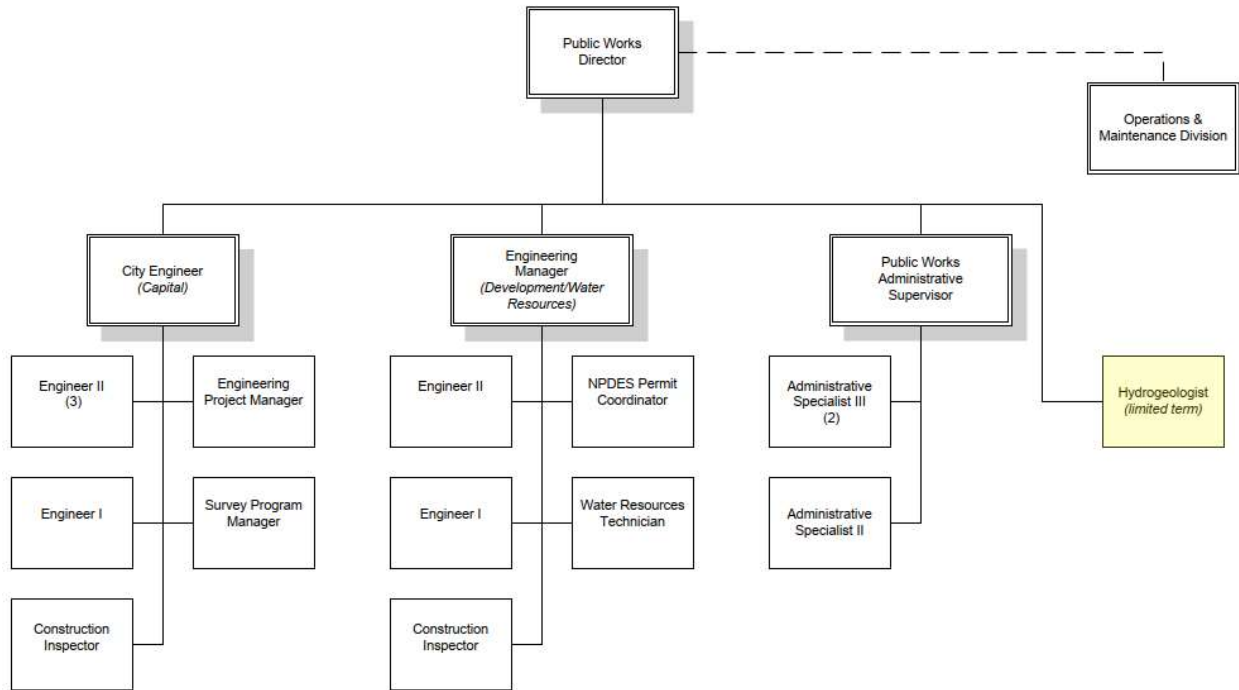 Public Works
Director
Operations &
Maintenance Division
City Engineer
(Capital)
Engineering
Manager
(Development/Water
Resources)
Public Works
Administrative
Supervisor
Engineer II
(3)
Engineering
Project Manager
Engineer II
NPDES Permit
Coordinator
Administrative
Specialist III
(2)
Hydrogeologist
(limited term)
Engineer I
Survey Program
Manager
Engineer I
Water Resources
Technician
Administrative
Specialist II
Construction
Inspector
Construction
Inspector